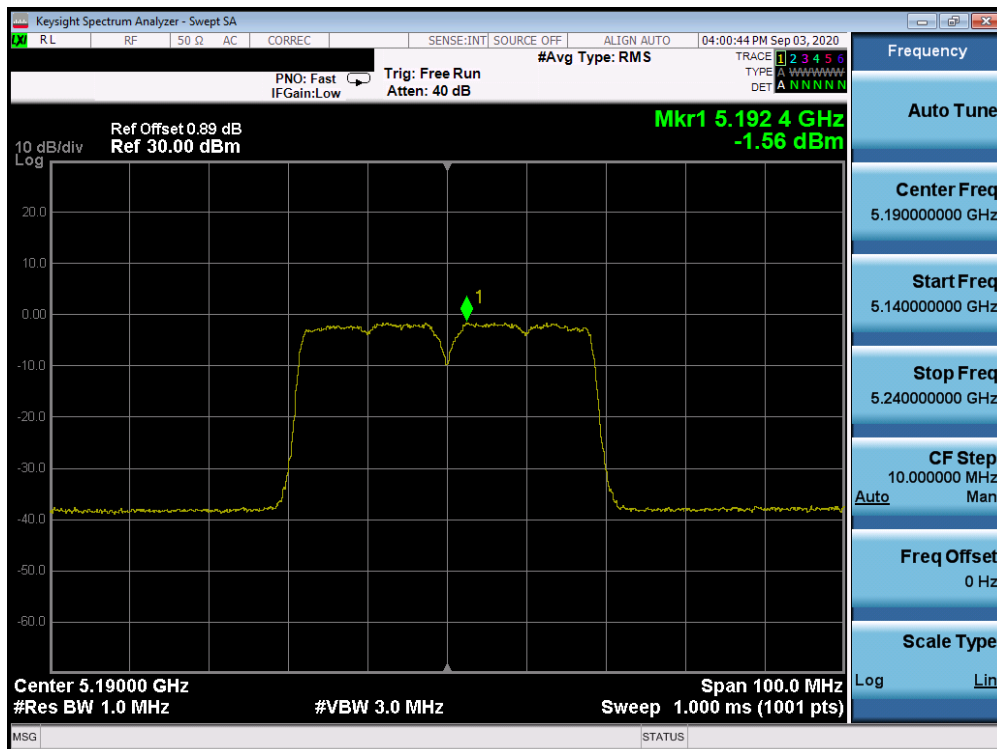 Keysight Spectrum Analyzer - Swept SA
LXI RL RF 50 Ω AC CORREC SENSE:INT SOURCE OFF ALIGN AUTO 04:00:44 PM Sep 03, 2020
PNO: Fast
IFGain:Low
Trig: Free Run
Atten: 40 dB
#Avg Type: RMS
TRACE 1 2 3 4 5 6
TYPE A WWWWW
DET A N N N N N
Ref Offset 0.89 dB
Ref 30.00 dBm
10 dB/div
Log
Mkr1 5.192 4 GHz
-1.56 dBm
20.0
10.0
0.00
-10.0
-20.0
-30.0
-40.0
-50.0
-60.0
1
Center 5.19000 GHz
#Res BW 1.0 MHz
#VBW 3.0 MHz
Span 100.0 MHz
Sweep 1.000 ms (1001 pts)
MSG
STATUS
Frequency
Auto Tune
Center Freq
5.190000000 GHz
Start Freq
5.140000000 GHz
Stop Freq
5.240000000 GHz
CF Step
10.000000 MHz
Auto Man
Freq Offset
0 Hz
Scale Type
Log Lin